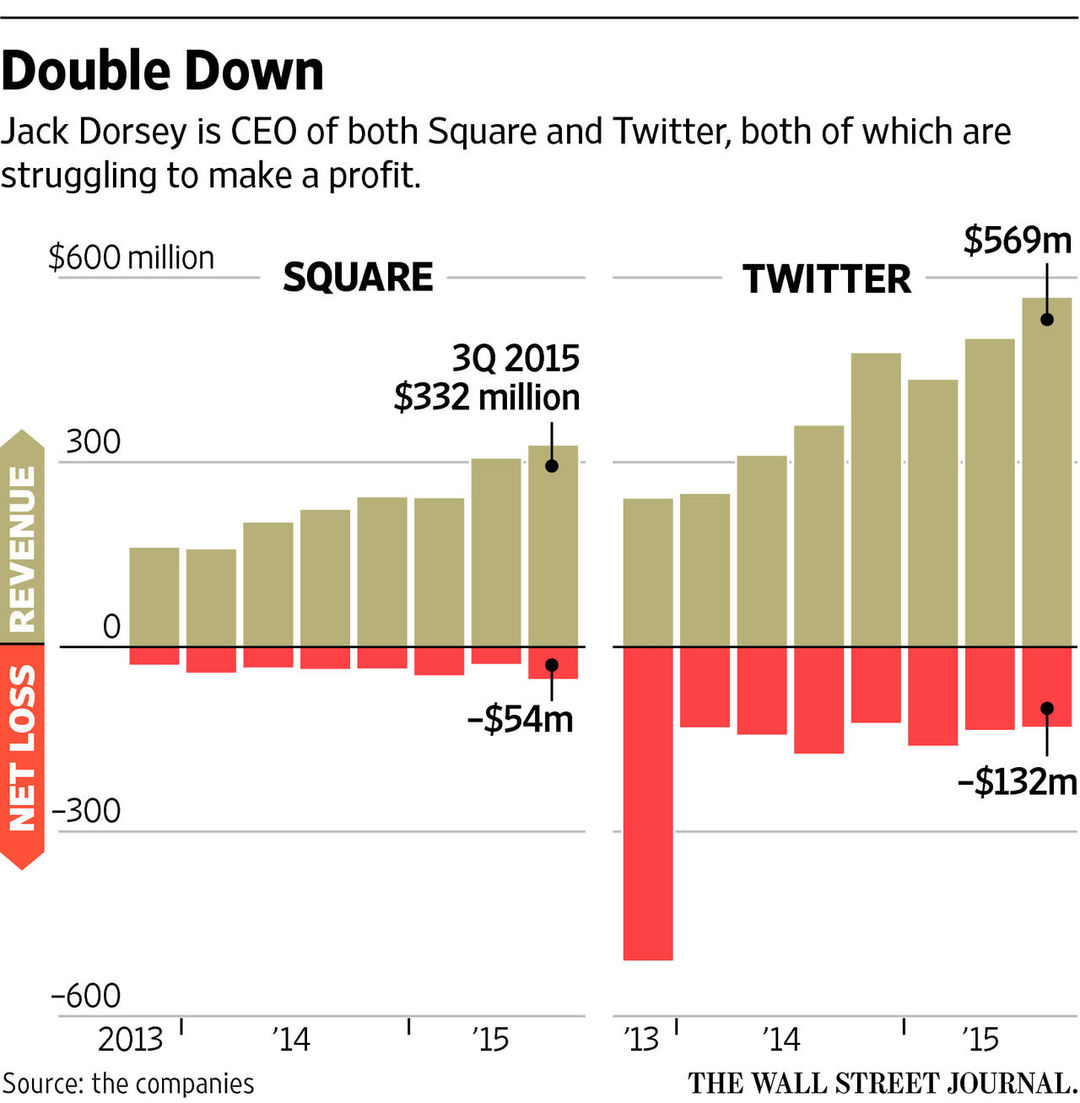 Double Down
Jack Dorsey is CEO of both Square and Twitter, both of which are
struggling to make a profit.
$600 million
SQUARE
3Q 2015
$332 million
300
0
–$54m
–300
–600
REVENUE
NET LOSS
2013
’14
’15
TWITTER
$569m
–$132m
’13
’14
’15
Source: the companies
THE WALL STREET JOURNAL.